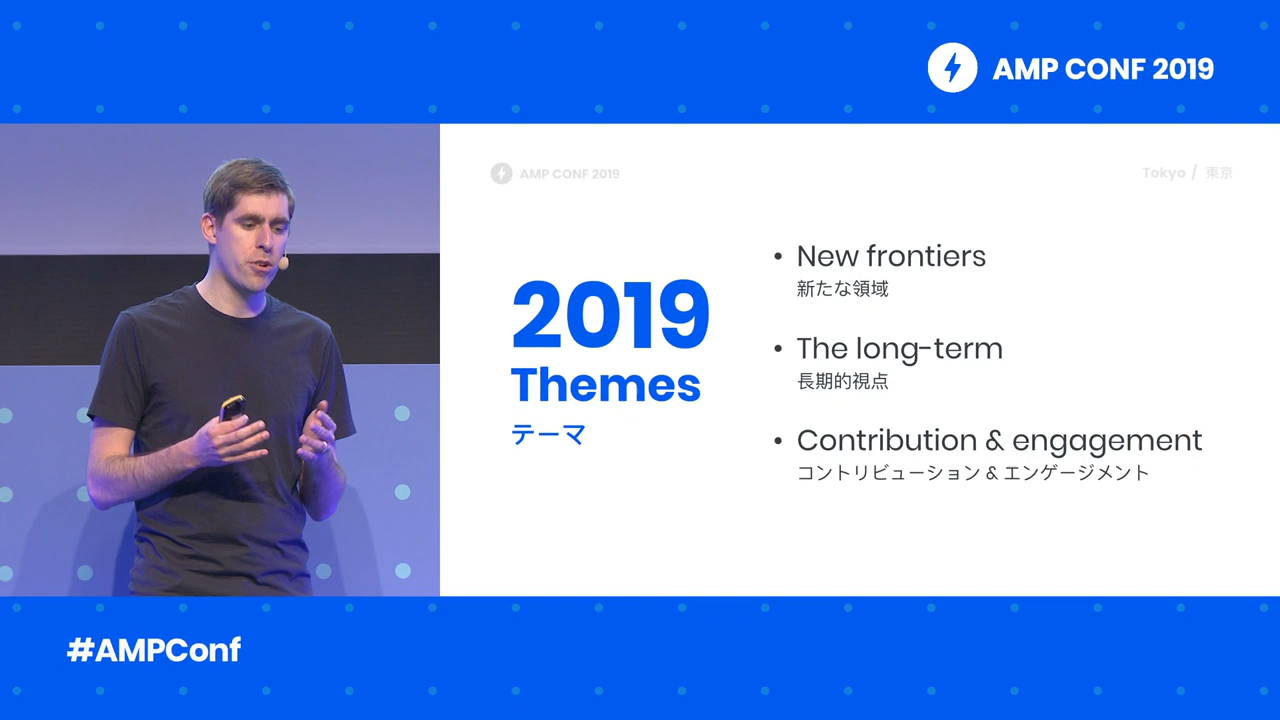 AMP CONF 2019
AMP CONF 2019
Tokyo / 東京
2019
Themes
テーマ
• New frontiers
新たな領域
• The long-term
長期的視点
• Contribution & engagement
コントリビューション & エンゲージメント
#AMPConf